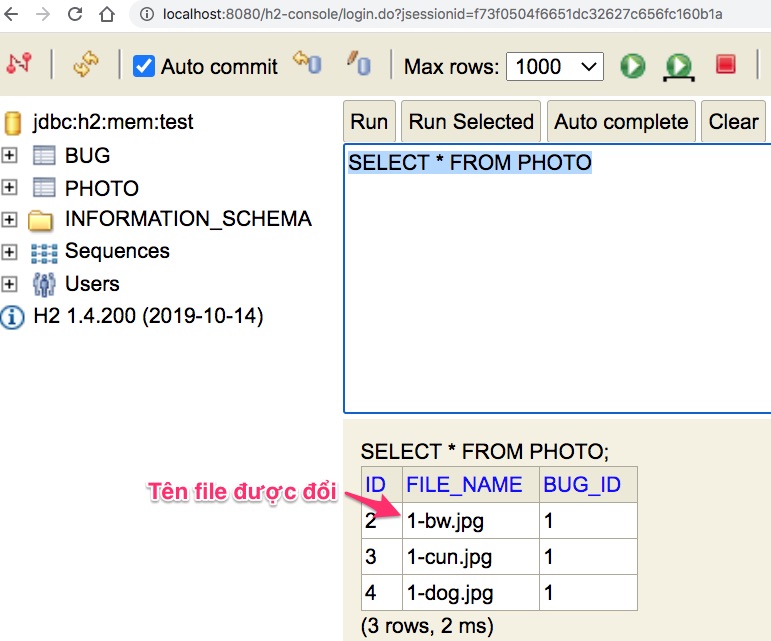 localhost:8080/h2-console/login.do?jsessionid=f73f0504f6651dc32627c656fc160b1a
Auto commit Max rows: 1000
jdbc:h2:mem:test
BUG
PHOTO
INFORMATION_SCHEMA
Sequences
Users
H2 1.4.200 (2019-10-14)
Run Run Selected Auto complete Clear
SELECT * FROM PHOTO
SELECT * FROM PHOTO;
Tên file được đổi
ID FILE_NAME BUG_ID
2 1-bw.jpg 1
3 1-cun.jpg 1
4 1-dog.jpg 1
(3 rows, 2 ms)